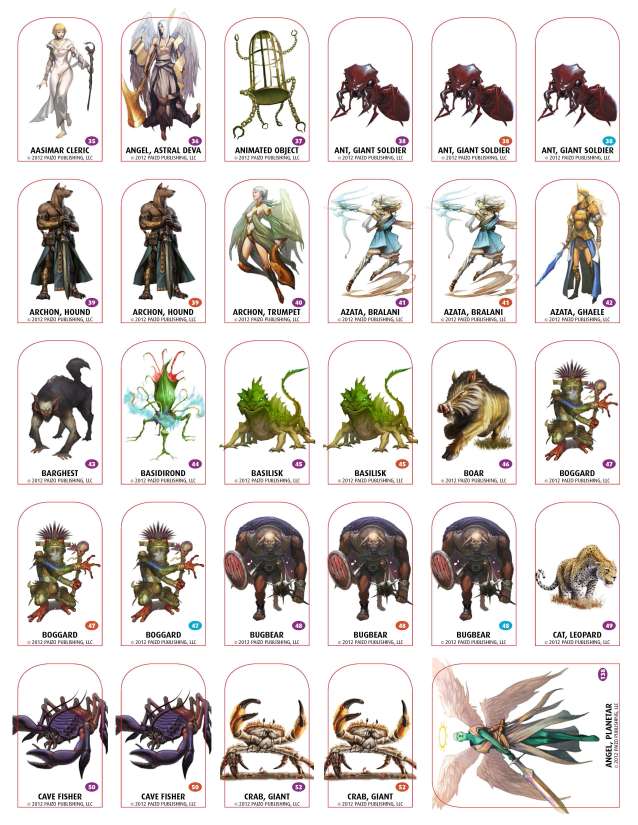 35
AASIMAR CLERIC
© 2012 PAIZO PUBLISHING, LLC
36
ANGEL, ASTRAL DEVA
© 2012 PAIZO PUBLISHING, LLC
37
ANIMATED OBJECT
© 2012 PAIZO PUBLISHING, LLC
38
ANT, GIANT SOLDIER
© 2012 PAIZO PUBLISHING, LLC
38
ANT, GIANT SOLDIER
© 2012 PAIZO PUBLISHING, LLC
38
ANT, GIANT SOLDIER
© 2012 PAIZO PUBLISHING, LLC
39
ARCHON, HOUND
© 2012 PAIZO PUBLISHING, LLC
39
ARCHON, HOUND
© 2012 PAIZO PUBLISHING, LLC
40
ARCHON, TRUMPET
© 2012 PAIZO PUBLISHING, LLC
41
AZATA, BRALANI
© 2012 PAIZO PUBLISHING, LLC
41
AZATA, BRALANI
© 2012 PAIZO PUBLISHING, LLC
42
AZATA, GHAELE
© 2012 PAIZO PUBLISHING, LLC
43
BARGHEST
© 2012 PAIZO PUBLISHING, LLC
44
BASIDIROND
© 2012 PAIZO PUBLISHING, LLC
45
BASILISK
© 2012 PAIZO PUBLISHING, LLC
45
BASILISK
© 2012 PAIZO PUBLISHING, LLC
46
BOAR
© 2012 PAIZO PUBLISHING, LLC
47
BOGGARD
© 2012 PAIZO PUBLISHING, LLC
47
BOGGARD
© 2012 PAIZO PUBLISHING, LLC
47
BOGGARD
© 2012 PAIZO PUBLISHING, LLC
48
BUGBEAR
© 2012 PAIZO PUBLISHING, LLC
48
BUGBEAR
© 2012 PAIZO PUBLISHING, LLC
48
BUGBEAR
© 2012 PAIZO PUBLISHING, LLC
49
CAT, LEOPARD
© 2012 PAIZO PUBLISHING, LLC
50
CAVE FISHER
© 2012 PAIZO PUBLISHING, LLC
50
CAVE FISHER
© 2012 PAIZO PUBLISHING, LLC
52
CRAB, GIANT
© 2012 PAIZO PUBLISHING, LLC
52
CRAB, GIANT
© 2012 PAIZO PUBLISHING, LLC
ANGEL, PLANETAR
© 2012 PAIZO PUBLISHING, LLC